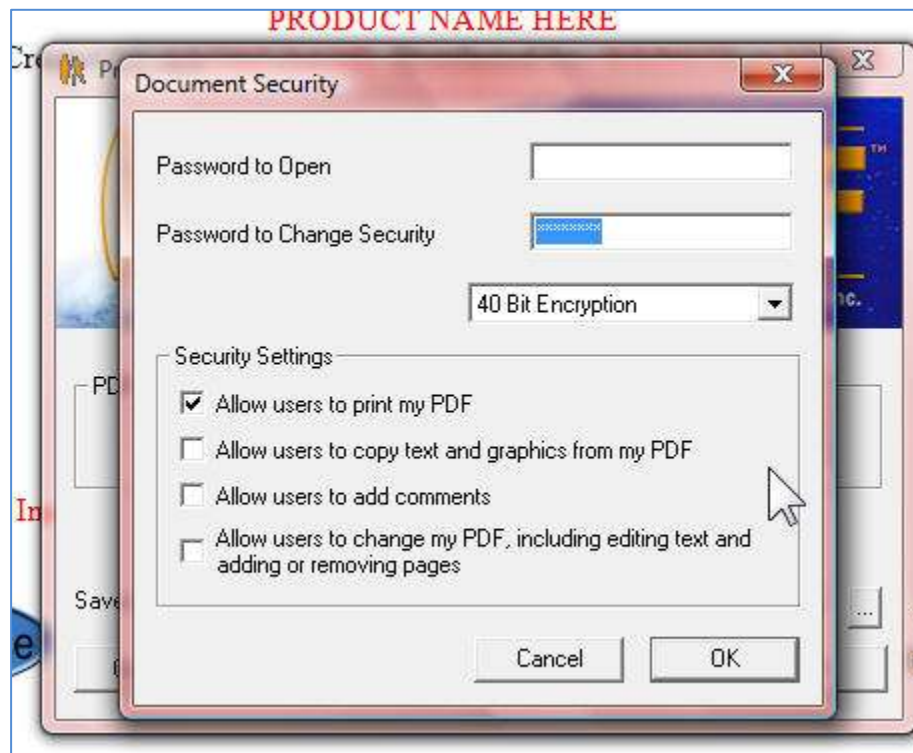 PRODUCT NAME HERE
Document Security
Password to Open
Password to Change Security
********
40 Bit Encryption
Security Settings
Allow users to print my PDF
Allow users to copy text and graphics from my PDF
Allow users to add comments
Allow users to change my PDF, including editing text and
adding or removing pages
In
Save
...
Cancel
OK